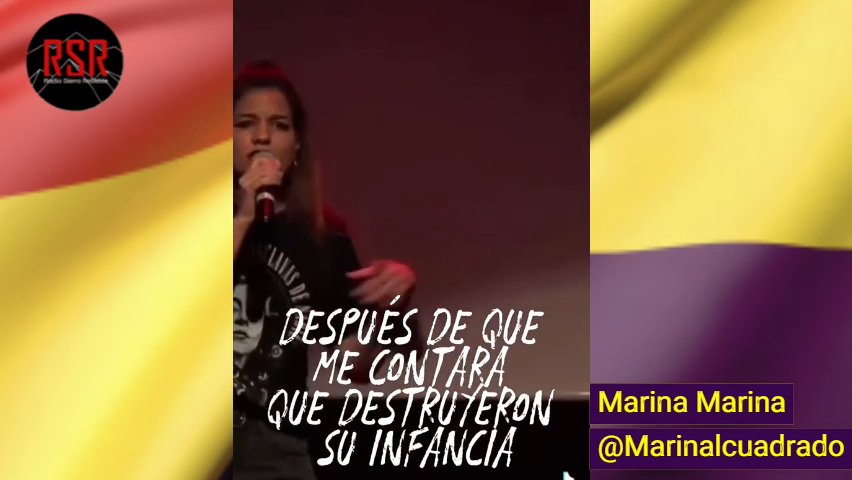 RSR
Radio Sierra Rebelde
DESPUÉS DE QUE
ME CONTARA
QUE DESTRUYERON
SU INFANCIA
Marina Marina
@Marinalcuadrado